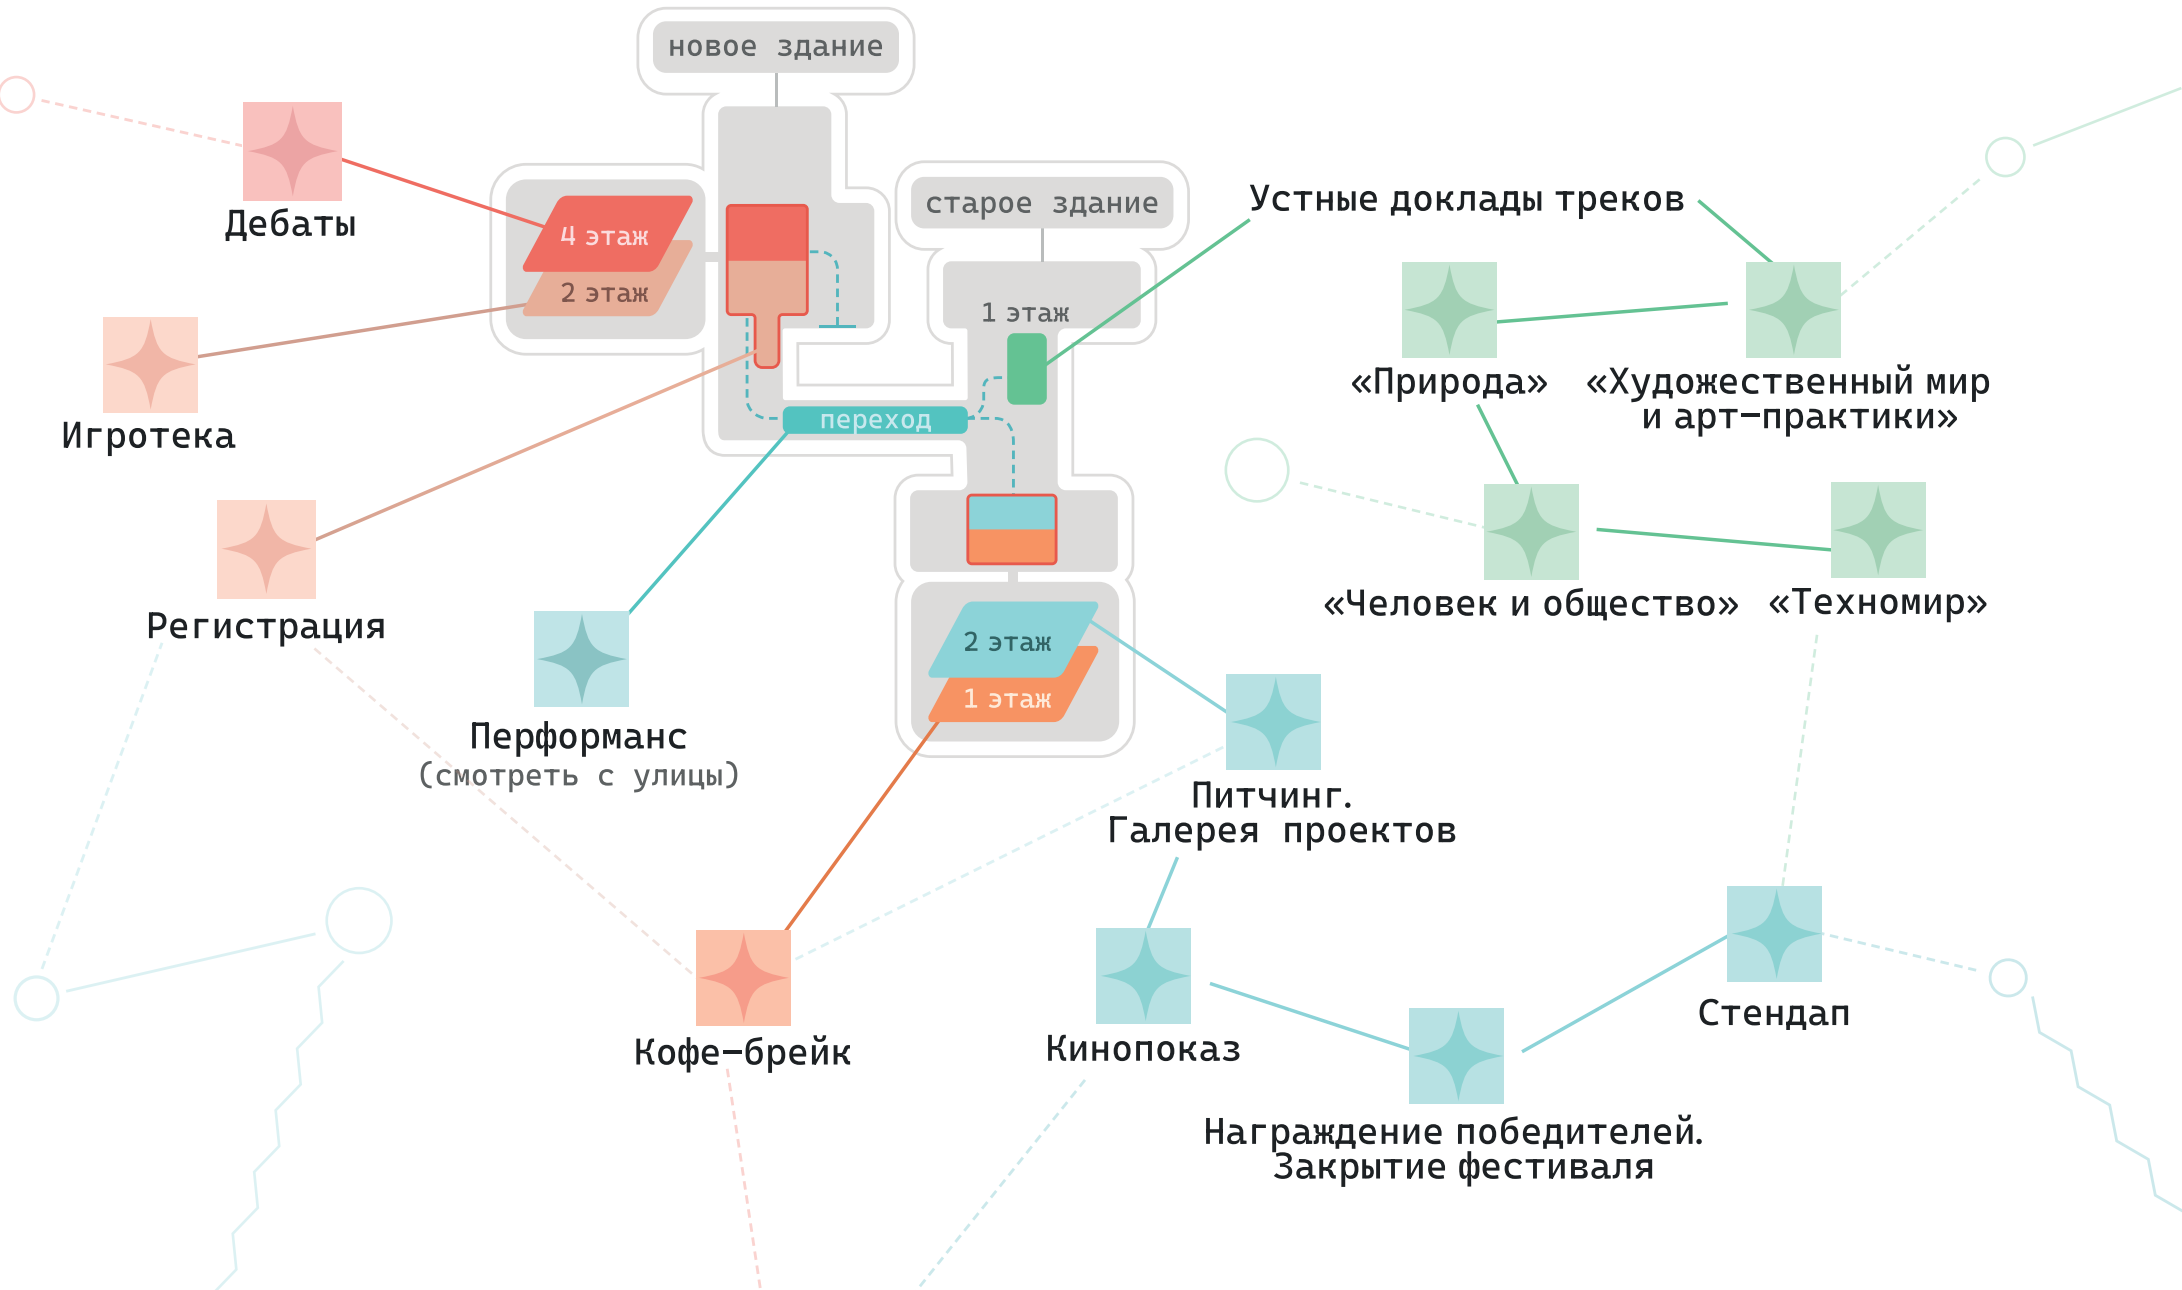 новое здание
Дебаты
4 этаж
2 этаж
старое здание
1 этаж
Устные доклады треков
«Природа»
«Художественный мир
и арт-практики»
Игротека
переход
Регистрация
«Человек и общество»
«Техномир»
Перформанс
(смотреть с улицы)
2 этаж
1 этаж
Питчинг.
Галерея проектов
Кофе-брейк
Кинопоказ
Стендап
Награждение победителей.
Закрытие фестиваля